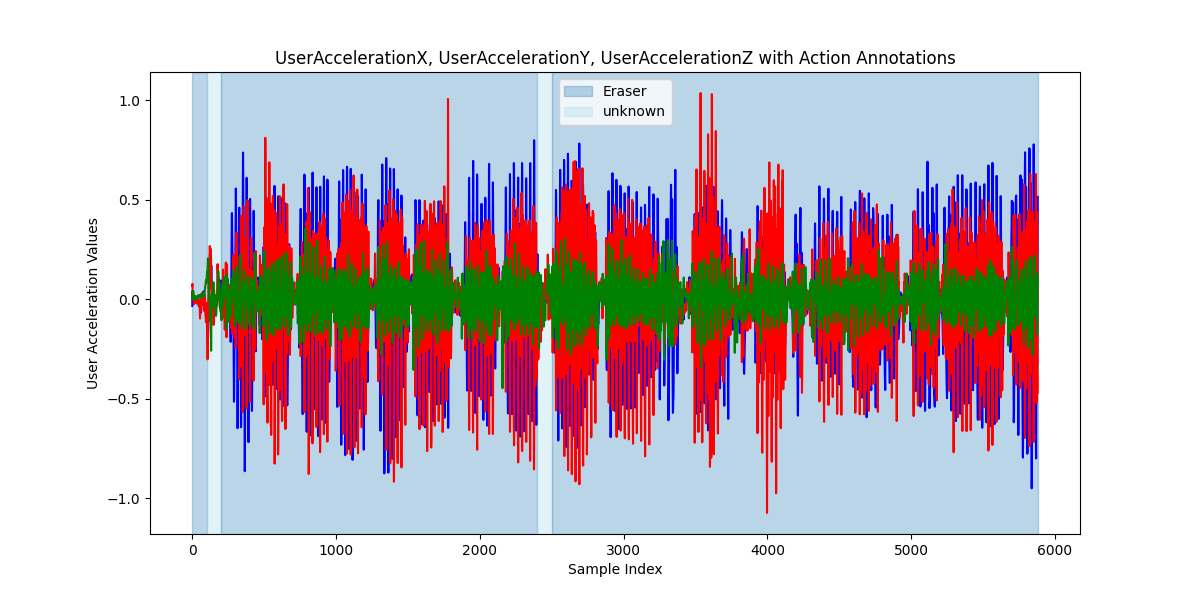 UserAccelerationX, UserAccelerationY, UserAccelerationZ with Action Annotations
Eraser
unknown
User Acceleration Values
1.0
0.5
0.0
−0.5
−1.0
0 1000 2000 3000 4000 5000 6000
Sample Index